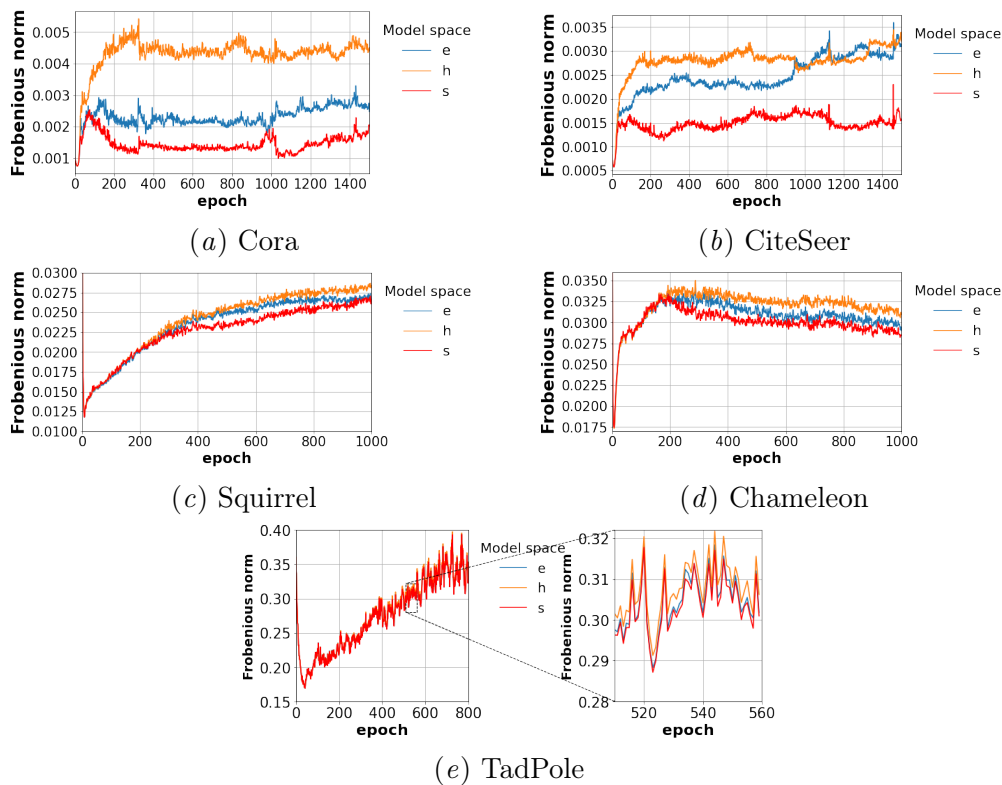 Frobenious norm
0.005
0.004
0.003
0.002
0.001
0 200 400 600 800 1000 1200 1400
epoch
Model space
e
h
s
(a) Cora
Frobenious norm
0.0035
0.0030
0.0025
0.0020
0.0015
0.0010
0.0005
0 200 400 600 800 1000 1200 1400
epoch
Model space
e
h
s
(b) CiteSeer
Frobenious norm
0.0300
0.0275
0.0250
0.0225
0.0200
0.0175
0.0150
0.0125
0.0100
0 200 400 600 800 1000
epoch
Model space
e
h
s
(c) Squirrel
Frobenious norm
0.0350
0.0325
0.0300
0.0275
0.0250
0.0225
0.0200
0.0175
0 200 400 600 800 1000
epoch
Model space
e
h
s
(d) Chameleon
Frobenious norm
0.40
0.35
0.30
0.25
0.20
0.15
0 200 400 600 800
epoch
Model space
e
h
s
Frobenious norm
0.32
0.31
0.30
0.29
0.28
520 540 560
epoch
(e) TadPole